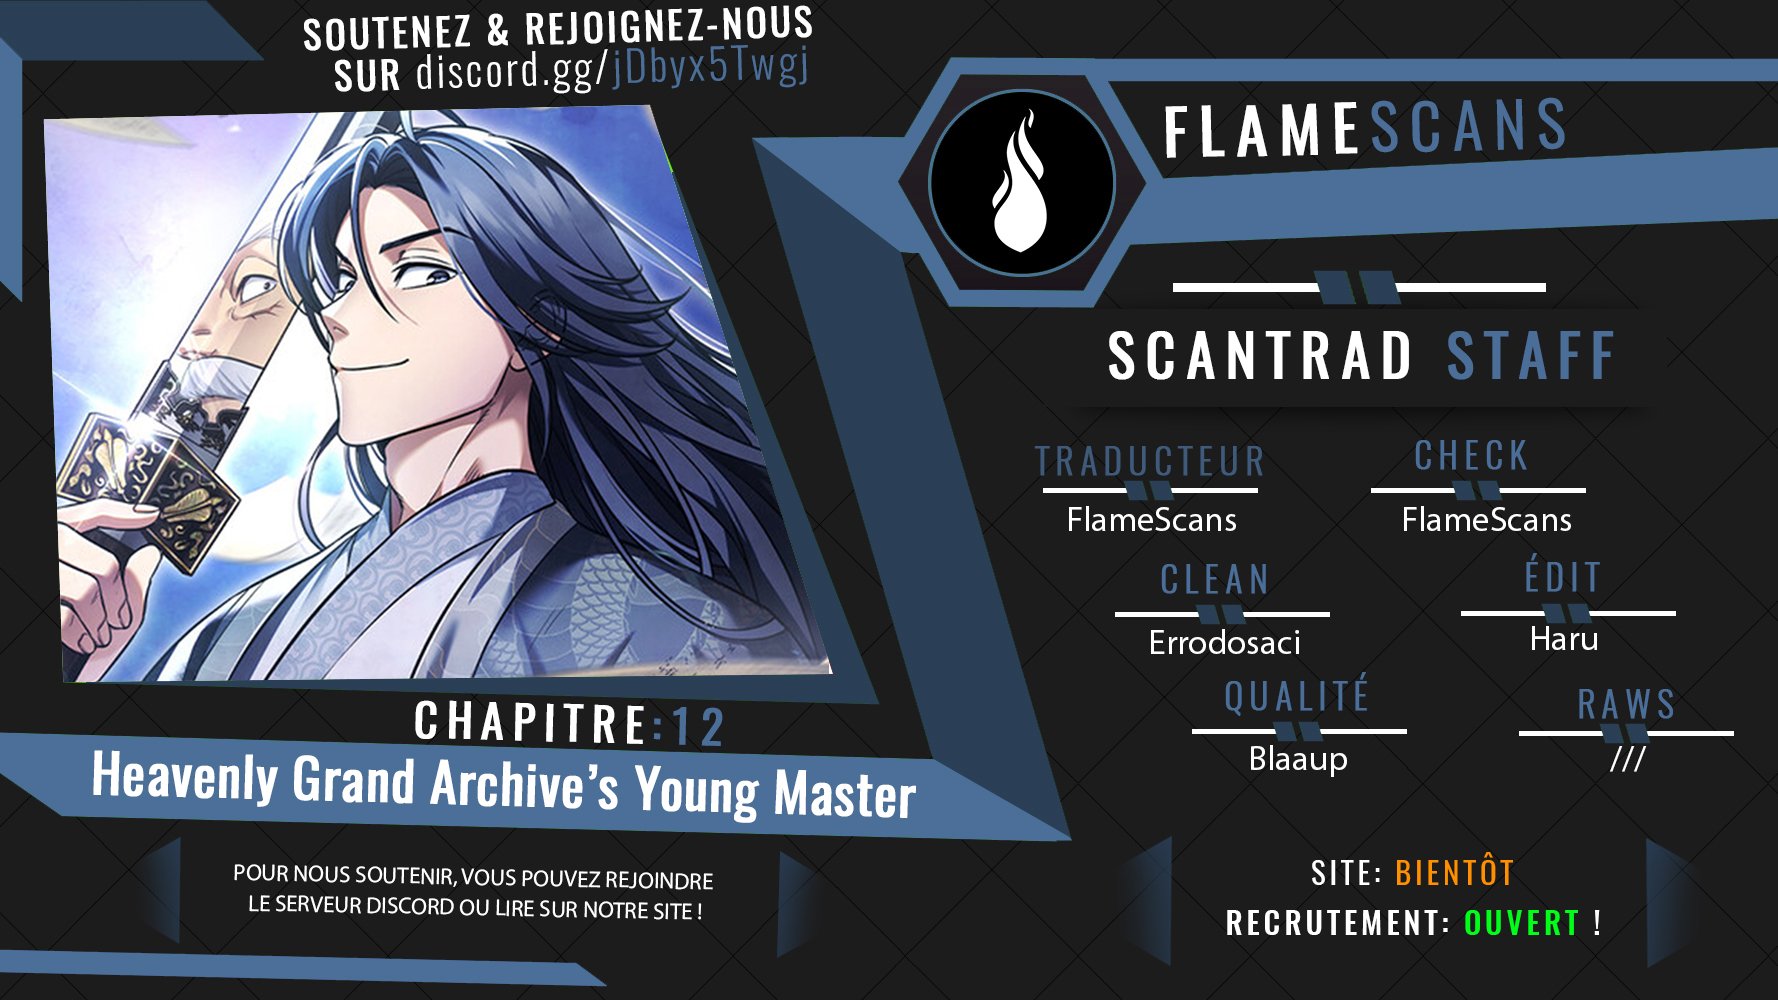 SOUTENEZ & REJOIGNEZ-NOUS
SUR discord.gg/jDbyx5Twgj
FLAMESCANS
SCANTRAD STAFF
TRADUCTEUR
FlameScans
CHECK
FlameScans
CLEAN
Errodosaci
ÉDIT
Haru
QUALITÉ
Blaaup
RAWS
///
CHAPITRE:12
Heavenly Grand Archive’s Young Master
POUR NOUS SOUTENIR, VOUS POUVEZ REJOINDRE
LE SERVEUR DISCORD OU LIRE SUR NOTRE SITE !
SITE: BIENTÔT
RECRUTEMENT: OUVERT !